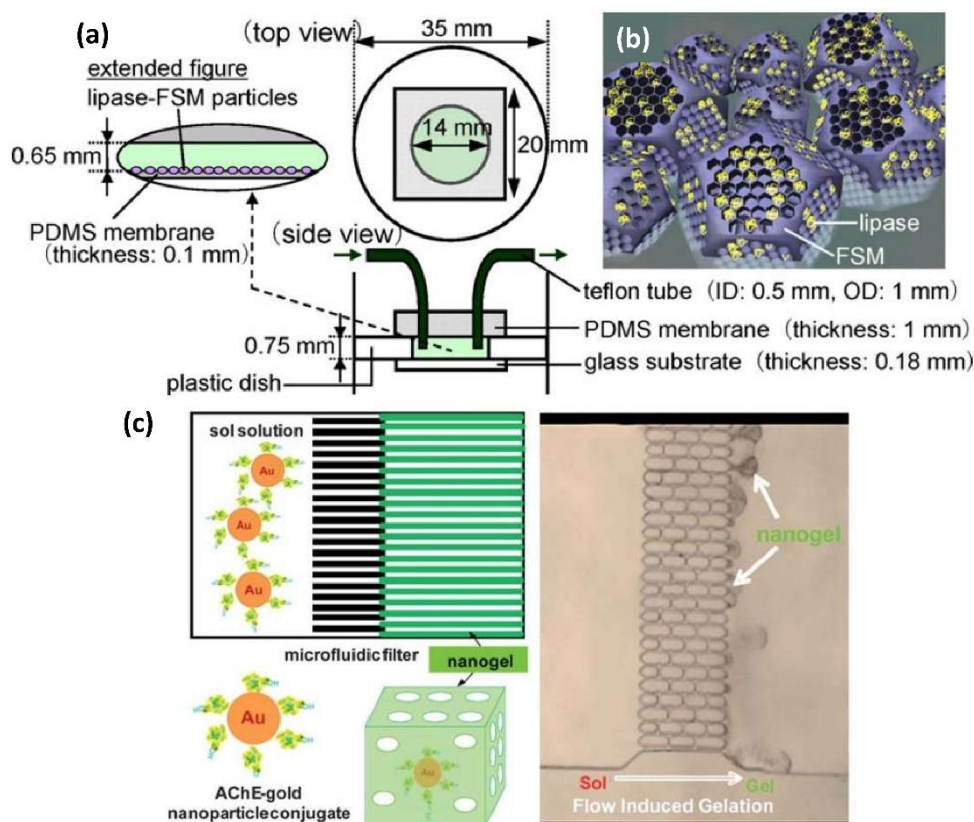 (a)
(top view)
35 mm
extended figure
lipase-FSM particles
0.65 mm
14 mm
20 mm
PDMS membrane
(thickness: 0.1 mm)
(side view)
teflon tube (ID: 0.5 mm, OD: 1 mm)
0.75 mm
PDMS membrane (thickness: 1 mm)
plastic dish
glass substrate (thickness: 0.18 mm)
(b)
lipase
FSM
(c)
sol solution
Au
Au
Au
microfluidic filter
nanogel
Au
AChE-gold
nanoparticle conjugate
nanogel
Sol
Gel
Flow Induced Gelation